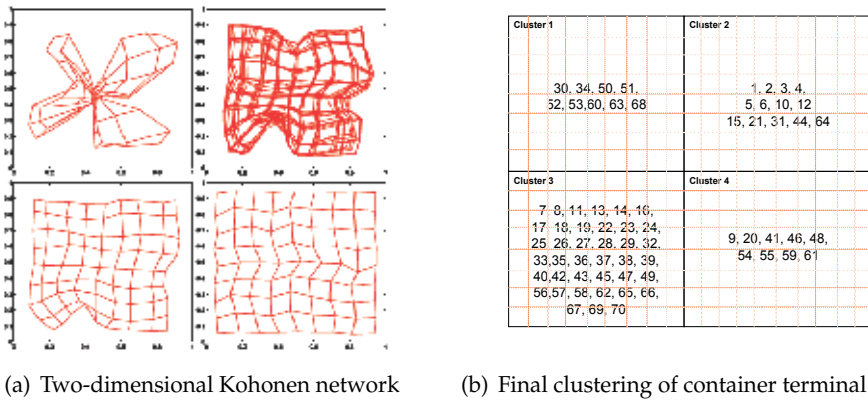 Cluster 1
30, 34, 50, 51,
52, 53,60, 63, 68
Cluster 2
1, 2, 3, 4,
5, 6, 10, 12
15, 21, 31, 44, 64
Cluster 3
7, 8, 11, 13, 14, 16,
17, 18, 19, 22, 23, 24,
25, 26, 27, 28, 29, 32,
33,35, 36, 37, 38, 39,
40,42, 43, 45, 47, 49,
56,57, 58, 62, 65, 66,
67, 69, 70
Cluster 4
9, 20, 41, 46, 48,
54, 55, 59, 61
(a) Two-dimensional Kohonen network
(b) Final clustering of container terminal